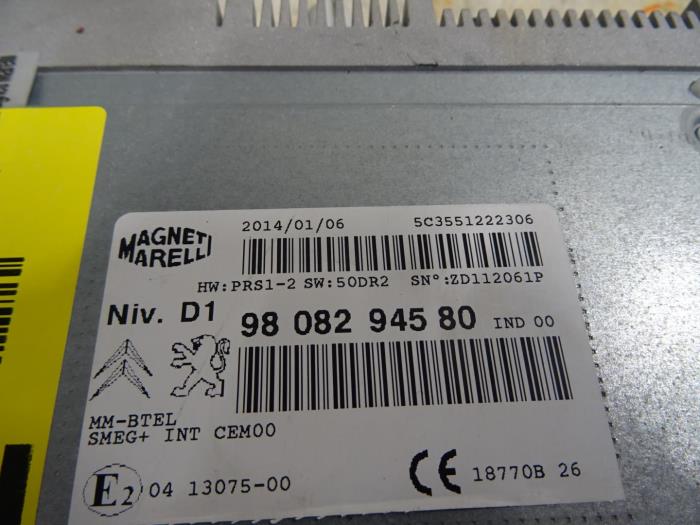 MAGNETI
MARELLI
2014/01/06 5C3551222306
HW:PRS1-2 SW:50DR2 SN°:ZD112061P
Niv. D1 98 082 945 80 IND 00
MM-BTEL
SMEG+ INT CEM00
E2 04 13075-00 CE 18770B 26